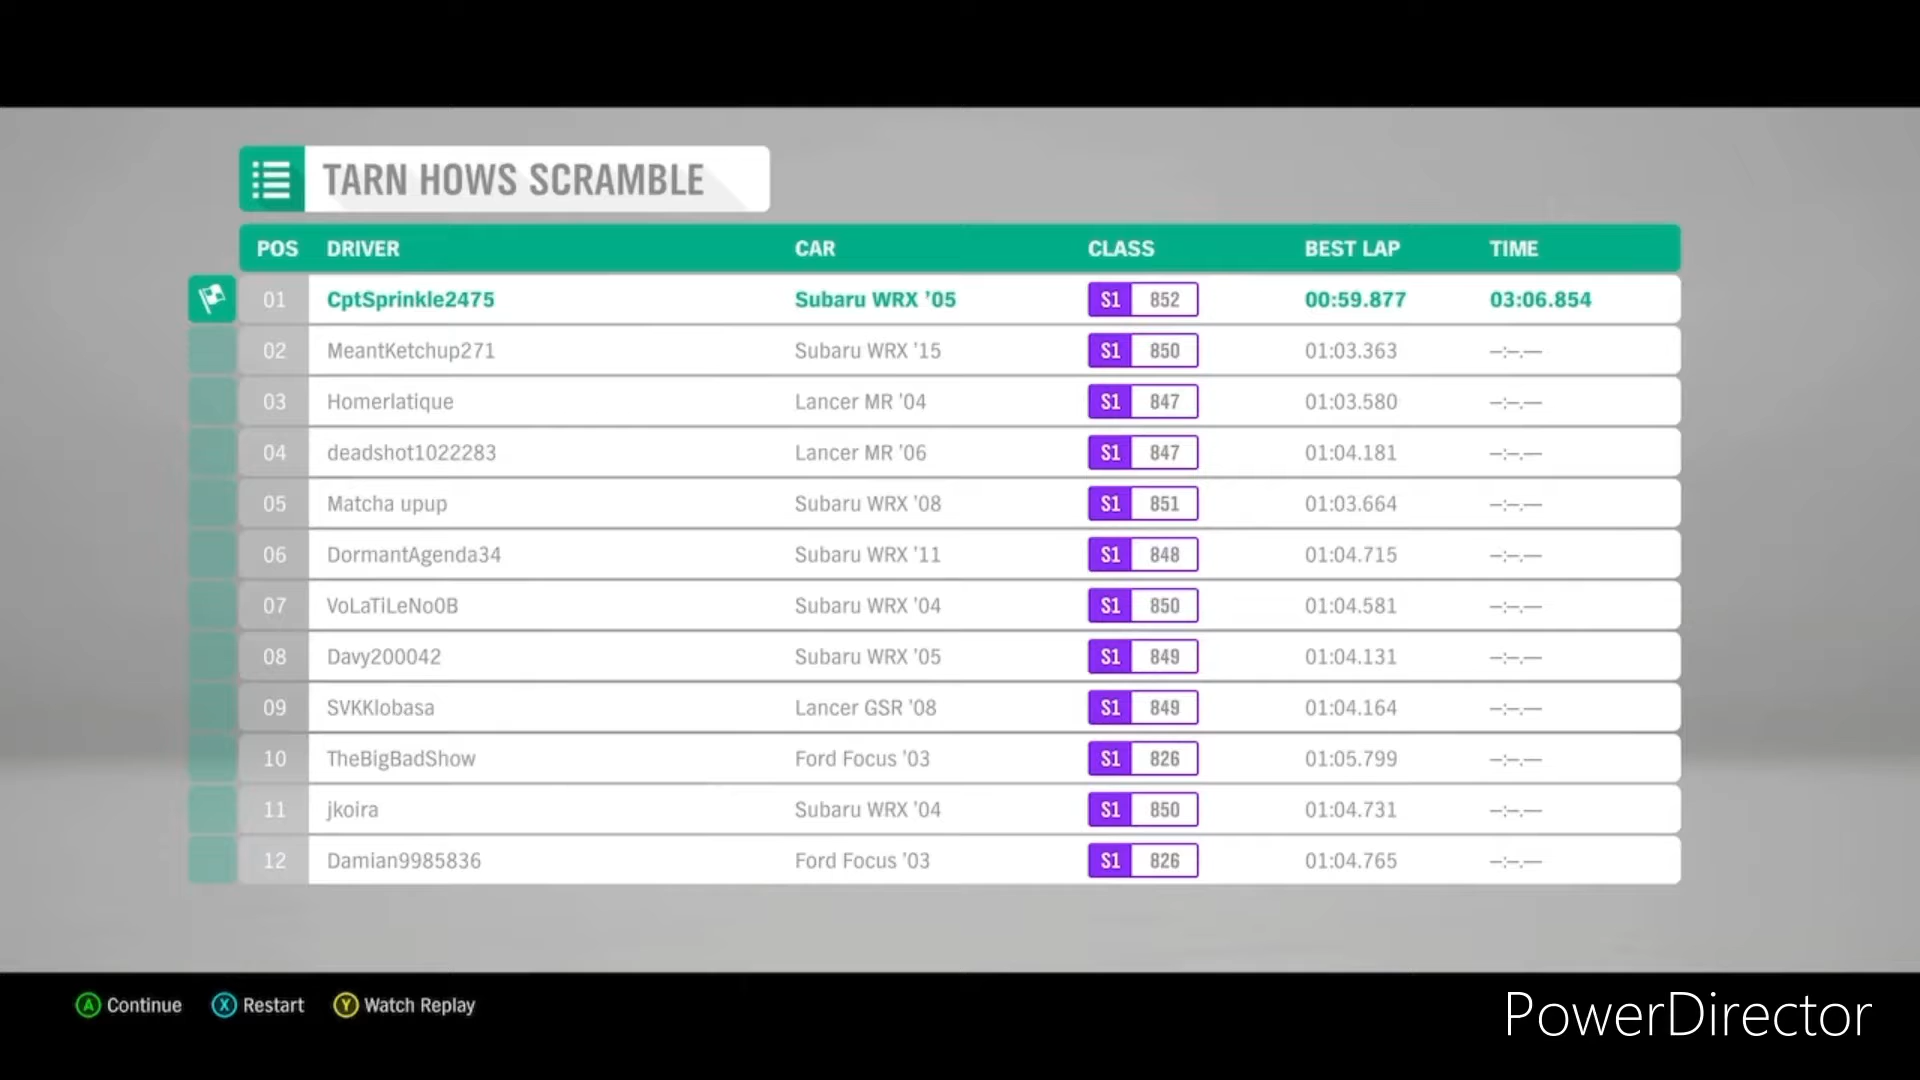 TARN HOWS SCRAMBLE
POS DRIVER CAR CLASS BEST LAP TIME
01 CptSprinkle2475 Subaru WRX '05 S1 852 00:59.877 03:06.854
02 MeantKetchup271 Subaru WRX '15 S1 850 01:03.363 --:--.---
03 Homerlatique Lancer MR '04 S1 847 01:03.580 --:--.---
04 deadshot1022283 Lancer MR '06 S1 847 01:04.181 --:--.---
05 Matcha upup Subaru WRX '08 S1 851 01:03.664 --:--.---
06 DormantAgenda34 Subaru WRX '11 S1 848 01:04.715 --:--.---
07 VoLaTiLeNo0B Subaru WRX '04 S1 850 01:04.581 --:--.---
08 Davy200042 Subaru WRX '05 S1 849 01:04.131 --:--.---
09 SVKKlobasa Lancer GSR '08 S1 849 01:04.164 --:--.---
10 TheBigBadShow Ford Focus '03 S1 826 01:05.799 --:--.---
11 jkoira Subaru WRX '04 S1 850 01:04.731 --:--.---
12 Damian9985836 Ford Focus '03 S1 826 01:04.765 --:--.---
A Continue X Restart Y Watch Replay
PowerDirector